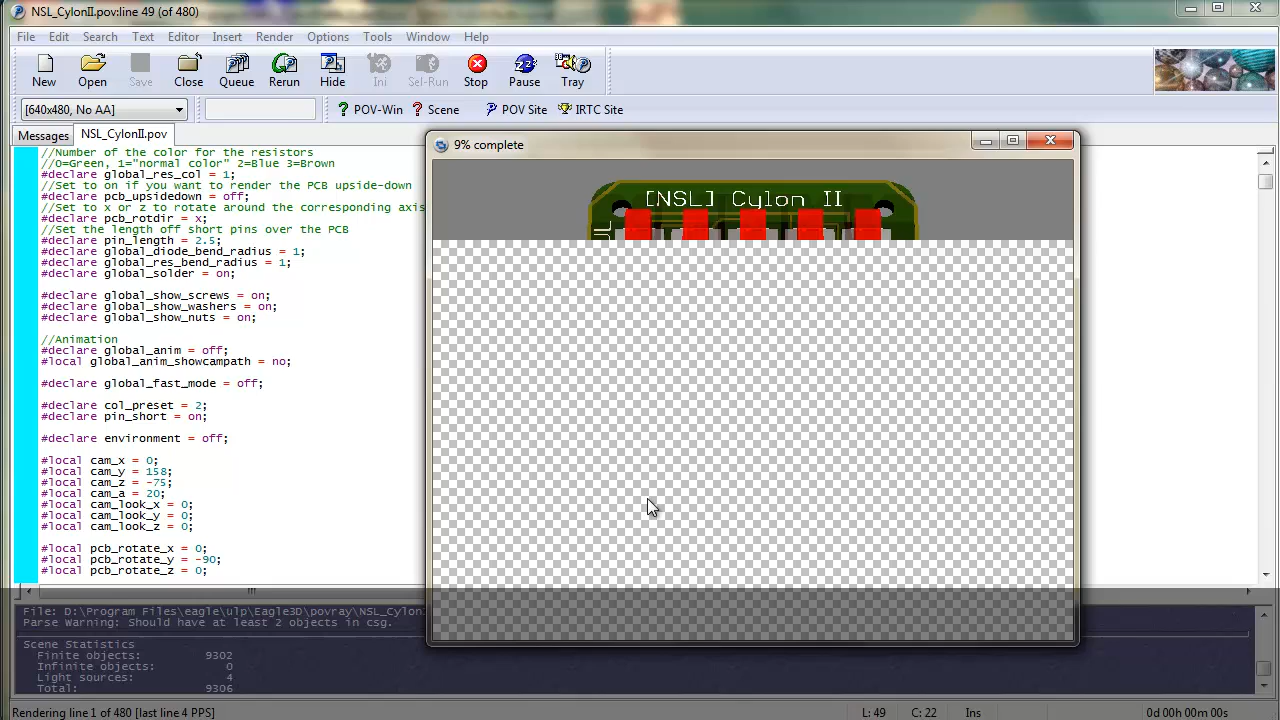 NSL_CylonII.pov:line 49 (of 480)
File Edit Search Text Editor Insert Render Options Tools Window Help
New Open Save Close Queue Rerun Hide Ini Sel-Run Stop Pause Tray
[640x480, No AA] POV-Win Scene POV Site IRTC Site
Messages NSL_CylonII.pov
//Number of the color for the resistors
//0=Green, 1="normal color" 2=Blue 3=Brown
#declare global_res_col = 1;
//Set to on if you want to render the PCB upside-down
#declare pcb_upsidedown = off;
//Set to x or z to rotate around the corresponding axis
#declare pcb_rotdir = x;
//Set the length off short pins over the PCB
#declare pin_length = 2.5;
#declare global_diode_bend_radius = 1;
#declare global_res_bend_radius = 1;
#declare global_solder = on;
#declare global_show_screws = on;
#declare global_show_washers = on;
#declare global_show_nuts = on;
//Animation
#declare global_anim = off;
#local global_anim_showcampath = no;
#declare global_fast_mode = off;
#declare col_preset = 2;
#declare pin_short = on;
#declare environment = off;
#local cam_x = 0;
#local cam_y = 158;
#local cam_z = -75;
#local cam_a = 20;
#local cam_look_x = 0;
#local cam_look_y = 0;
#local cam_look_z = 0;
#local pcb_rotate_x = 0;
#local pcb_rotate_y = -90;
#local pcb_rotate_z = 0;
9% complete
[NSL] Cylon II
File: D:\Program Files\eagle\ulp\Eagle3D\povray\NSL_CylonI
Parse Warning: Should have at least 2 objects in csg.
Scene Statistics
Finite objects: 9302
Infinite objects: 0
Light sources: 4
Total: 9306
Rendering line 1 of 480 [last line 4 PPS] L: 49 C: 22 Ins 0d 00h 00m 00s